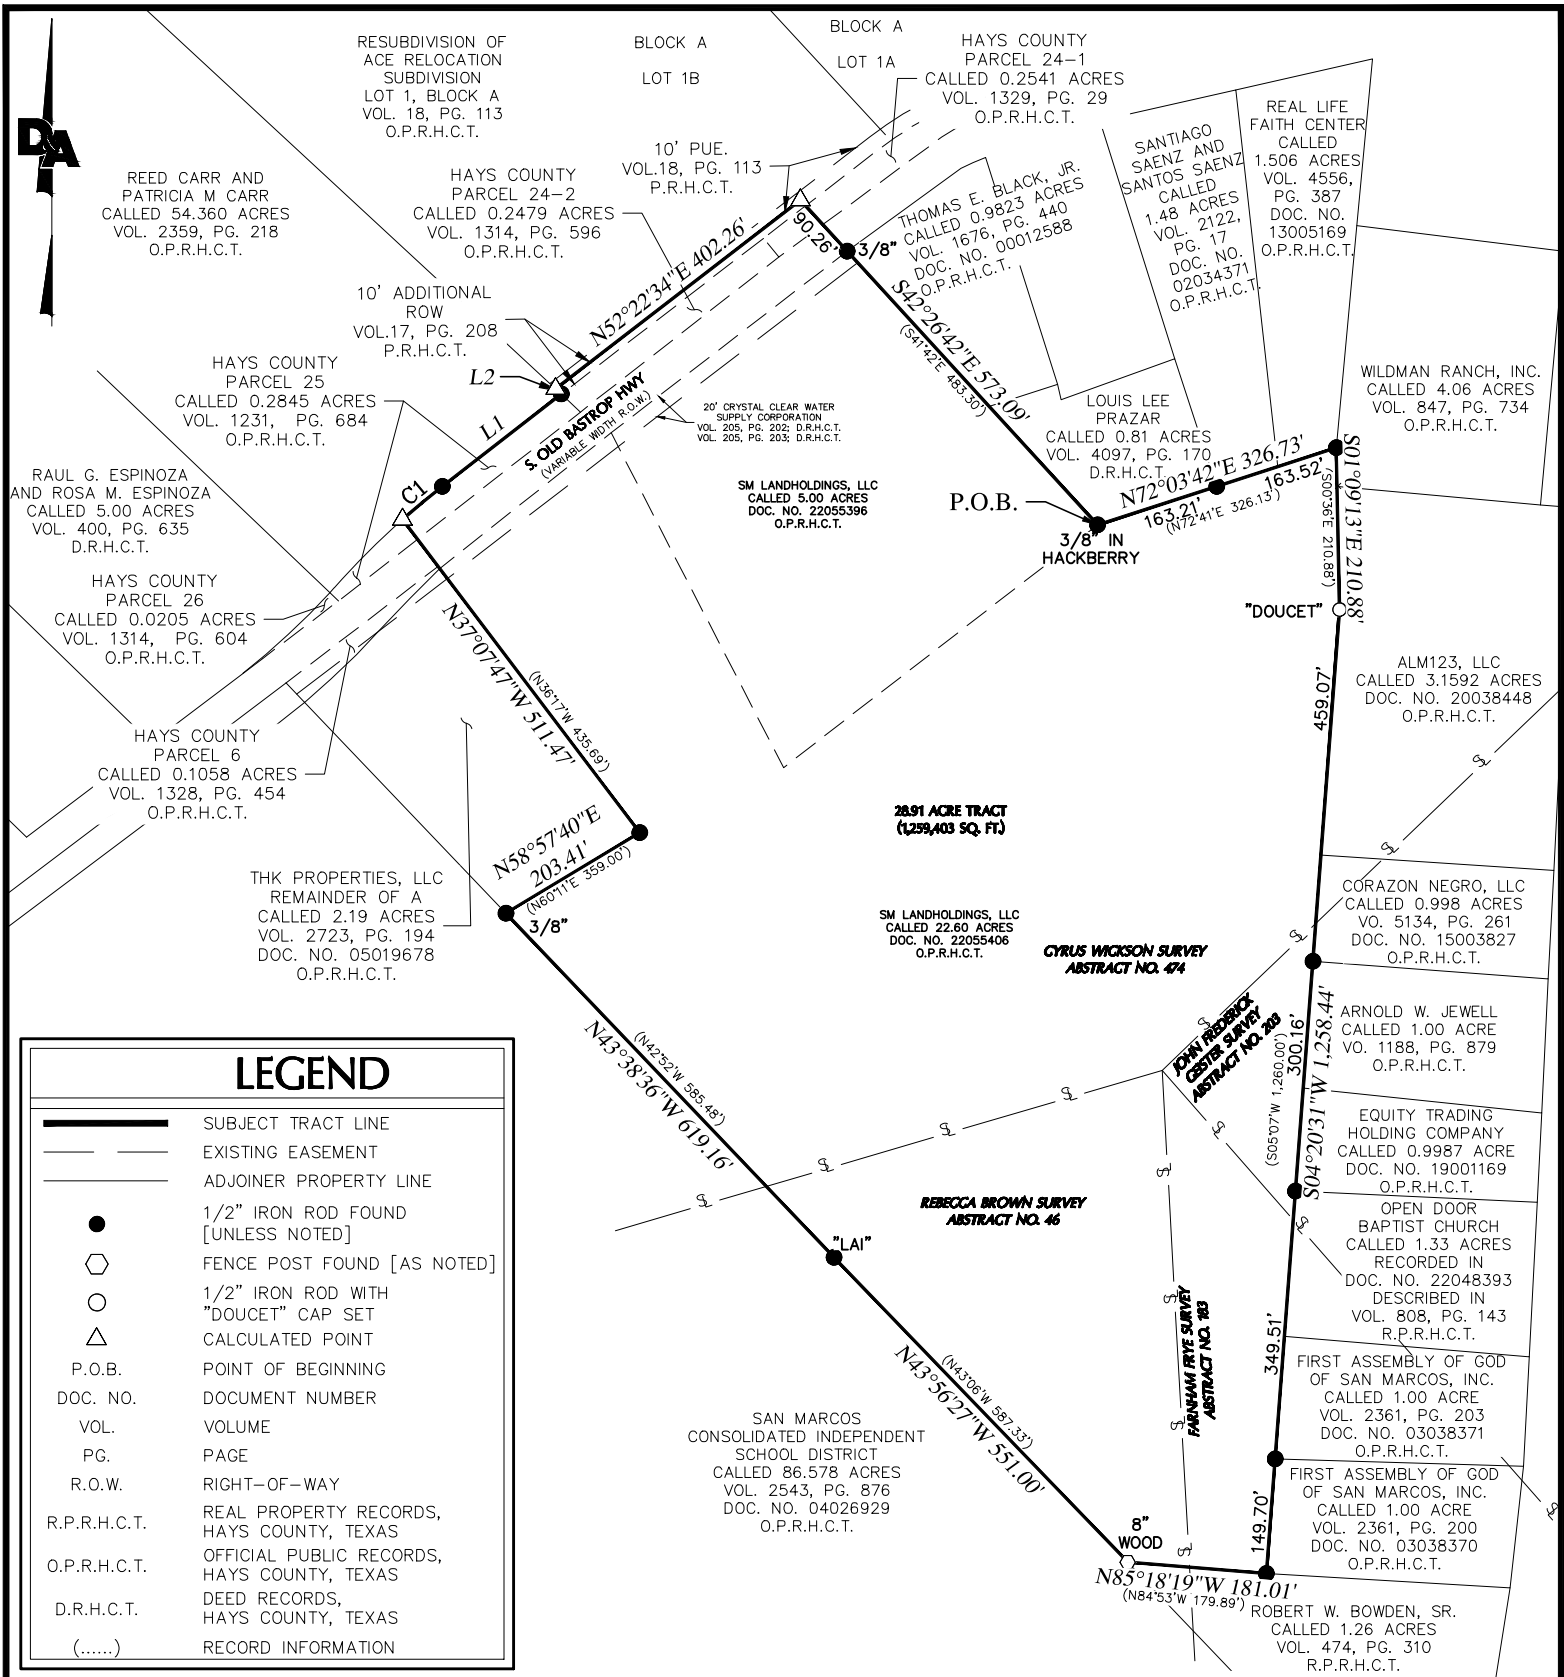 DA
RESUBDIVISION OF
ACE RELOCATION
SUBDIVISION
LOT 1, BLOCK A
VOL. 18, PG. 113
O.P.R.H.C.T.
BLOCK A
LOT 1B
BLOCK A
LOT 1A
HAYS COUNTY
PARCEL 24-1
CALLED 0.2541 ACRES
VOL. 1329, PG. 29
O.P.R.H.C.T.
10' PUE.
VOL.18, PG. 113
P.R.H.C.T.
REED CARR AND
PATRICIA M CARR
CALLED 54.360 ACRES
VOL. 2359, PG. 218
O.P.R.H.C.T.
HAYS COUNTY
PARCEL 24-2
CALLED 0.2479 ACRES
VOL. 1314, PG. 596
O.P.R.H.C.T.
THOMAS E. BLACK, JR.
CALLED 0.9823 ACRES
VOL. 1676, PG. 440
DOC. NO. 00012588
O.P.R.H.C.T.
SANTIAGO
SAENZ AND
SANTOS SAENZ
CALLED
1.48 ACRES
VOL. 2122,
PG. 17
DOC. NO.
02034371
O.P.R.H.C.T.
REAL LIFE
FAITH CENTER
CALLED
1.506 ACRES
VOL. 4556,
PG. 387
DOC. NO.
13005169
O.P.R.H.C.T.
10' ADDITIONAL
ROW
VOL.17, PG. 208
P.R.H.C.T.
N52°22'34"E 402.26'
90.26'
3/8"
S42°26'42"E 573.09'
(S41°42'E 483.30')
L2
L1
C1
S. OLD BASTROP HWY
(VARIABLE WIDTH R.O.W.)
20' CRYSTAL CLEAR WATER
SUPPLY CORPORATION
VOL. 205, PG. 202; D.R.H.C.T.
VOL. 205, PG. 203; D.R.H.C.T.
HAYS COUNTY
PARCEL 25
CALLED 0.2845 ACRES
VOL. 1231, PG. 684
O.P.R.H.C.T.
LOUIS LEE
PRAZAR
CALLED 0.81 ACRES
VOL. 4097, PG. 170
D.R.H.C.T.
WILDMAN RANCH, INC.
CALLED 4.06 ACRES
VOL. 847, PG. 734
O.P.R.H.C.T.
RAUL G. ESPINOZA
AND ROSA M. ESPINOZA
CALLED 5.00 ACRES
VOL. 400, PG. 635
D.R.H.C.T.
SM LANDHOLDINGS, LLC
CALLED 5.00 ACRES
DOC. NO. 22055396
O.P.R.H.C.T.
P.O.B.
3/8" IN
HACKBERRY
N72°03'42"E 326.73'
163.21'
163.52'
(N72°41'E 326.13')
S01°09'13"E 210.88'
(S00°36'E 210.88')
"DOUCET"
HAYS COUNTY
PARCEL 26
CALLED 0.0205 ACRES
VOL. 1314, PG. 604
O.P.R.H.C.T.
N37°07'47"W 511.47'
(N36°17'W 435.69')
ALM123, LLC
CALLED 3.1592 ACRES
DOC. NO. 20038448
O.P.R.H.C.T.
459.07'
HAYS COUNTY
PARCEL 6
CALLED 0.1058 ACRES
VOL. 1328, PG. 454
O.P.R.H.C.T.
28.91 ACRE TRACT
(1,259,403 SQ. FT.)
N58°57'40"E
203.41'
(N60°11'E 359.00')
3/8"
THK PROPERTIES, LLC
REMAINDER OF A
CALLED 2.19 ACRES
VOL. 2723, PG. 194
DOC. NO. 05019678
O.P.R.H.C.T.
SM LANDHOLDINGS, LLC
CALLED 22.60 ACRES
DOC. NO. 22055406
O.P.R.H.C.T.
CYRUS WICKSON SURVEY
ABSTRACT NO. 474
CORAZON NEGRO, LLC
CALLED 0.998 ACRES
VO. 5134, PG. 261
DOC. NO. 15003827
O.P.R.H.C.T.
JOHN FREDERICK
GEISTER SURVEY
ABSTRACT NO. 203
ARNOLD W. JEWELL
CALLED 1.00 ACRE
VO. 1188, PG. 879
O.P.R.H.C.T.
300.16'
S04°20'31"W 1,258.44'
(S05°07'W 1,260.00')
N43°38'36"W 619.16'
(N42°52'W 585.48')
EQUITY TRADING
HOLDING COMPANY
CALLED 0.9987 ACRE
DOC. NO. 19001169
O.P.R.H.C.T.
REBECCA BROWN SURVEY
ABSTRACT NO. 46
"LAI"
OPEN DOOR
BAPTIST CHURCH
CALLED 1.33 ACRES
RECORDED IN
DOC. NO. 22048393
DESCRIBED IN
VOL. 808, PG. 143
R.P.R.H.C.T.
FARNHAM FRYE SURVEY
ABSTRACT NO. 183
349.51'
N43°56'27"W 551.00'
(N43°06'W 587.33')
FIRST ASSEMBLY OF GOD
OF SAN MARCOS, INC.
CALLED 1.00 ACRE
VOL. 2361, PG. 203
DOC. NO. 03038371
O.P.R.H.C.T.
SAN MARCOS
CONSOLIDATED INDEPENDENT
SCHOOL DISTRICT
CALLED 86.578 ACRES
VOL. 2543, PG. 876
DOC. NO. 04026929
O.P.R.H.C.T.
FIRST ASSEMBLY OF GOD
OF SAN MARCOS, INC.
CALLED 1.00 ACRE
VOL. 2361, PG. 200
DOC. NO. 03038370
O.P.R.H.C.T.
149.70'
8"
WOOD
N85°18'19"W 181.01'
(N84°53'W 179.89')
ROBERT W. BOWDEN, SR.
CALLED 1.26 ACRES
VOL. 474, PG. 310
R.P.R.H.C.T.
LEGEND
SUBJECT TRACT LINE
EXISTING EASEMENT
ADJOINER PROPERTY LINE
1/2" IRON ROD FOUND
[UNLESS NOTED]
FENCE POST FOUND [AS NOTED]
1/2" IRON ROD WITH
"DOUCET" CAP SET
CALCULATED POINT
P.O.B. POINT OF BEGINNING
DOC. NO. DOCUMENT NUMBER
VOL. VOLUME
PG. PAGE
R.O.W. RIGHT-OF-WAY
R.P.R.H.C.T. REAL PROPERTY RECORDS,
HAYS COUNTY, TEXAS
O.P.R.H.C.T. OFFICIAL PUBLIC RECORDS,
HAYS COUNTY, TEXAS
D.R.H.C.T. DEED RECORDS,
HAYS COUNTY, TEXAS
(......) RECORD INFORMATION